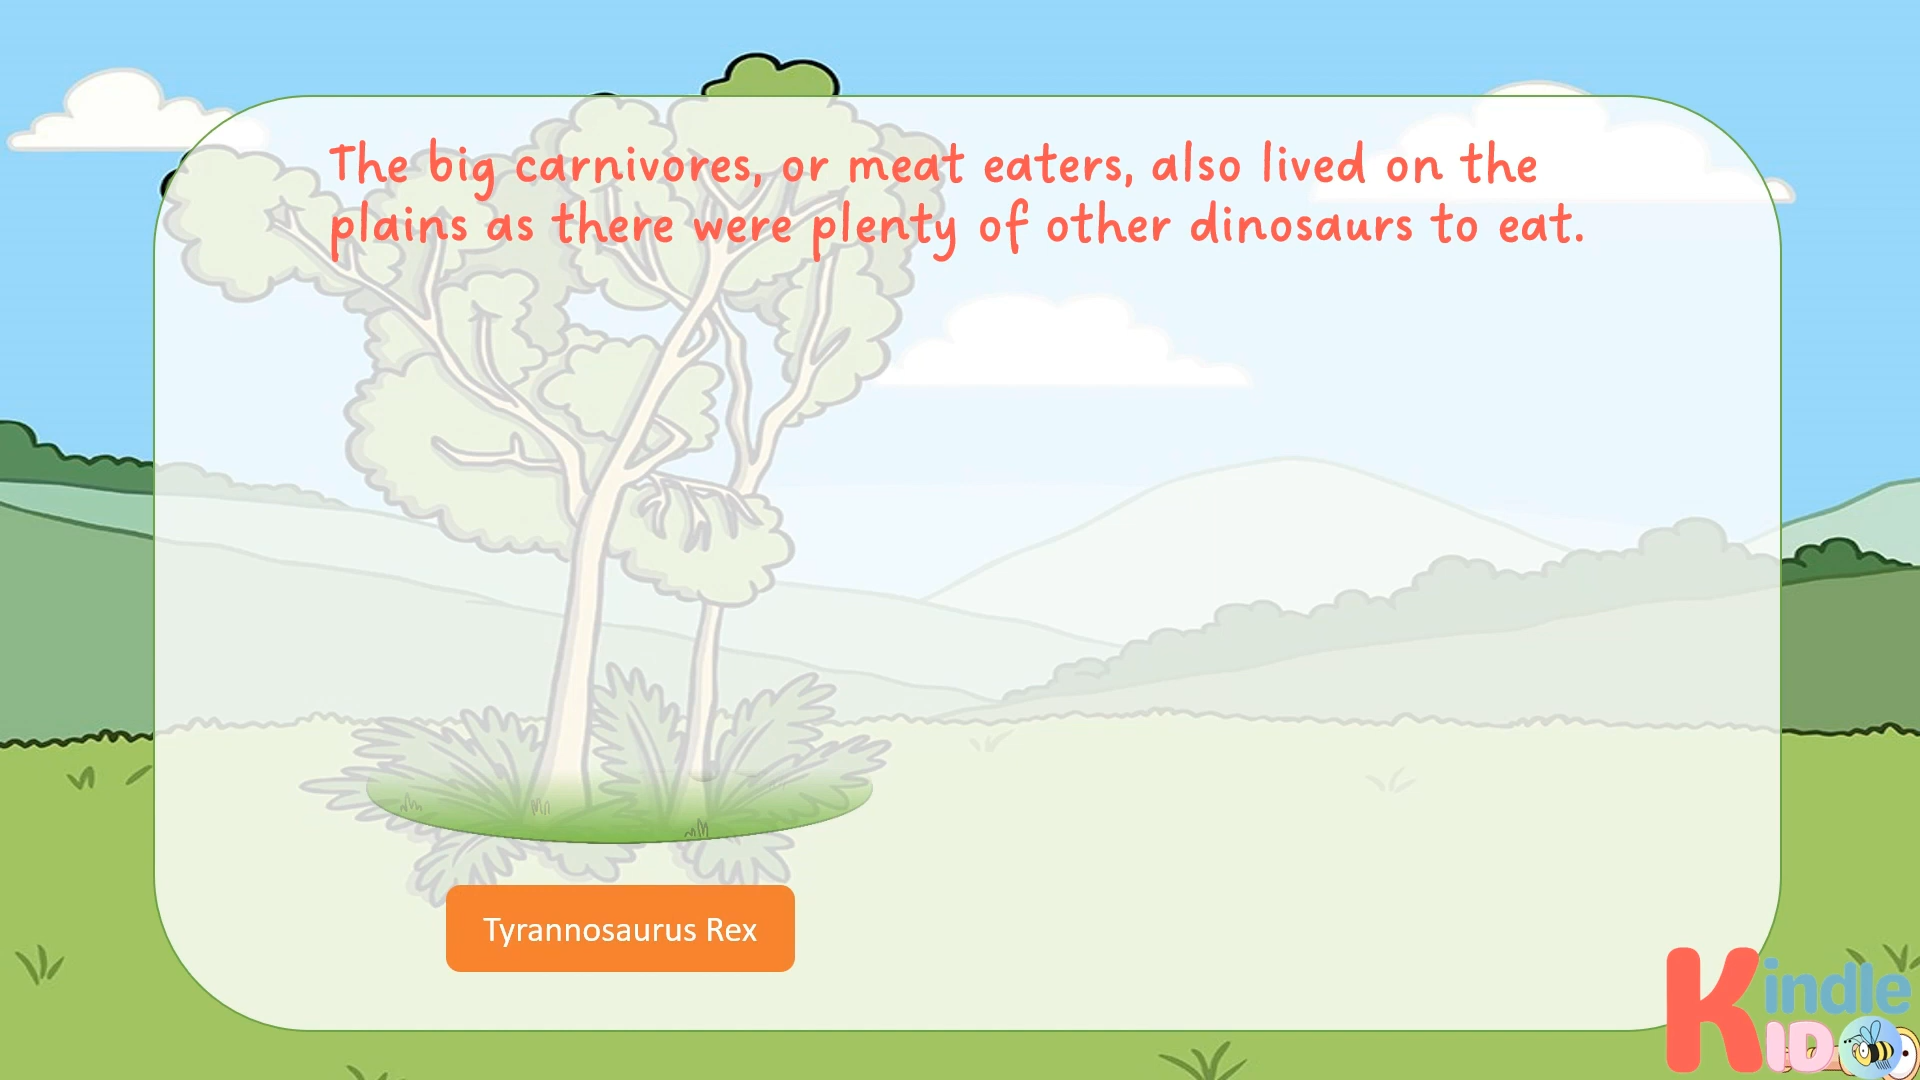 The big carnivores, or meat eaters, also lived on the
plains as there were plenty of other dinosaurs to eat.
Tyrannosaurus Rex
Kindle
KID